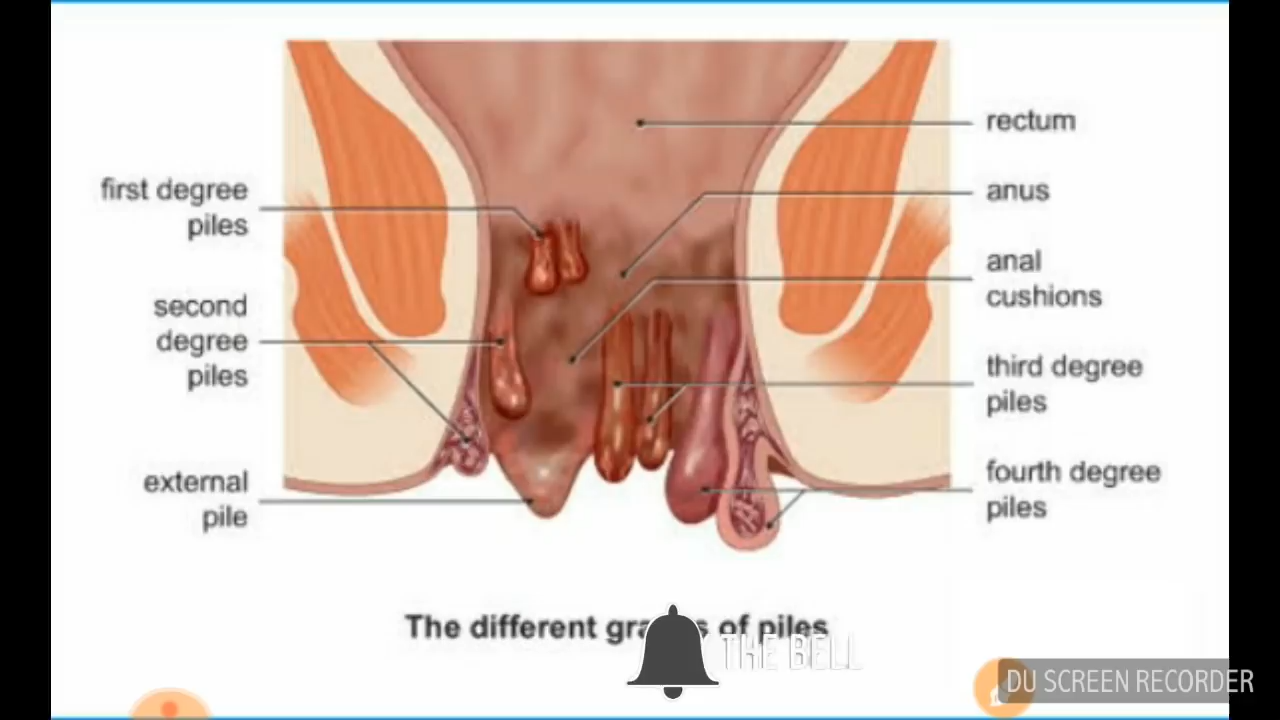 rectum
first degree
piles
anus
anal
cushions
second
degree
piles
third degree
piles
external
pile
fourth degree
piles
The different of piles
THE BELL
DU SCREEN RECORDER